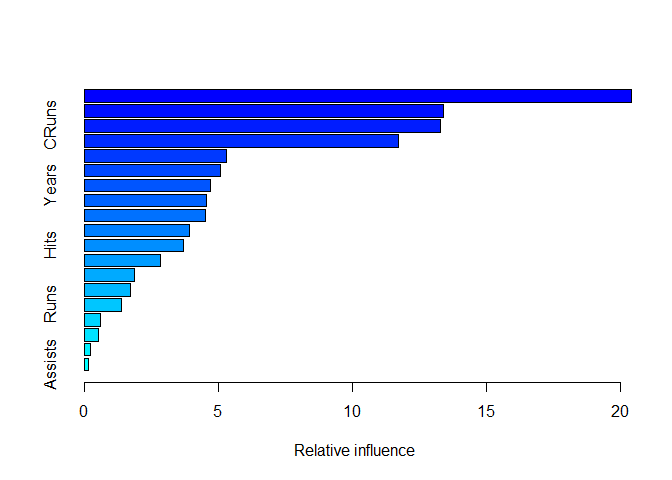 CRuns
Years
Hits
Runs
Assists
0 5 10 15 20
Relative influence